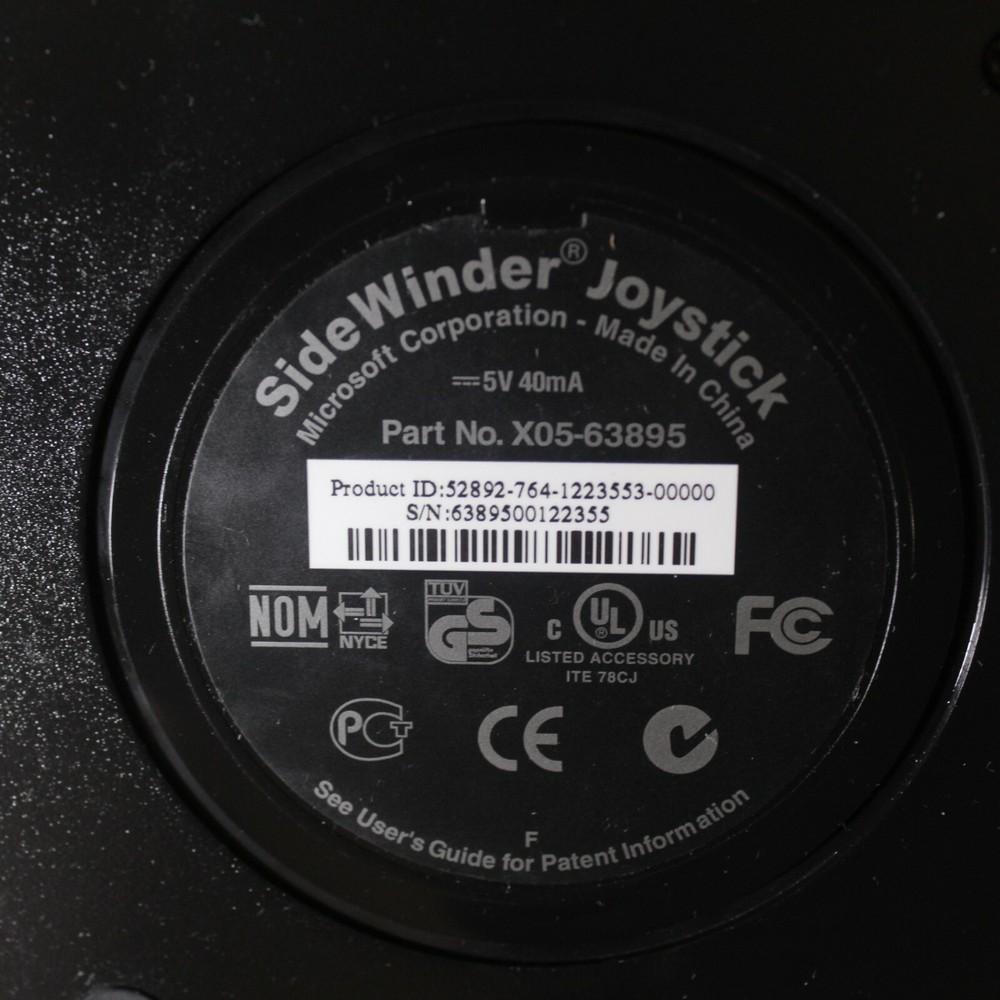 SideWinder® Joystick
Microsoft Corporation - Made In China
5V 40mA
Part No. X05-63895
Product ID:52892-764-1223553-00000
S/N:6389500122355
NOM
NYCE
TUV
GS
geprüfte
Sicherheit
C UL ® US
LISTED ACCESSORY
ITE 78CJ
FC
PCT
CE
F
See User's Guide for Patent Information